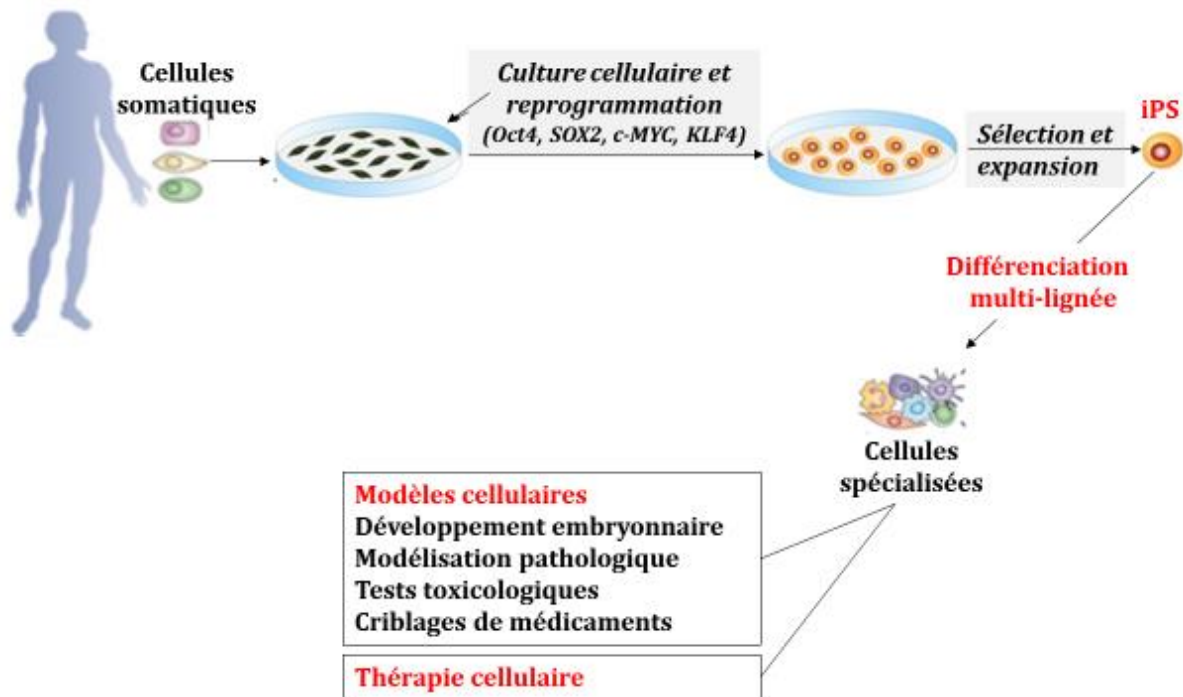 Cellules
somatiques
Culture cellulaire et
reprogrammation
(Oct4, SOX2, c-MYC, KLF4)
Sélection et
expansion
iPS
Différenciation
multi-lignée
Cellules
spécialisées
Modèles cellulaires
Développement embryonnaire
Modélisation pathologique
Tests toxicologiques
Criblages de médicaments
Thérapie cellulaire